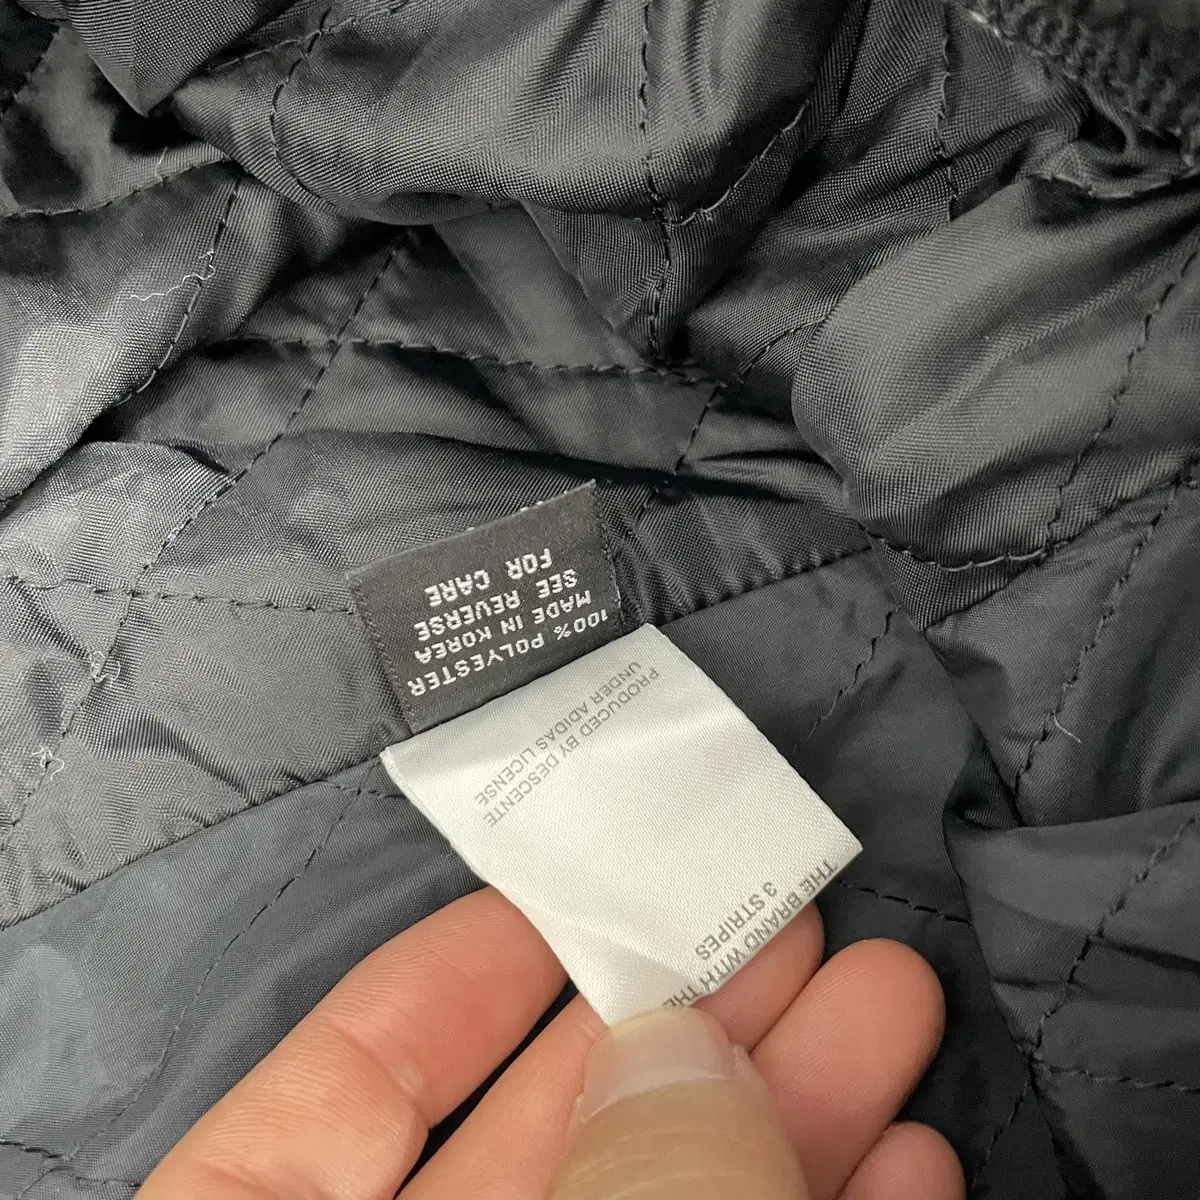 100% POLYESTER
MADE IN KOREA
SEE REVERSE
FOR CARE
PRODUCED BY DESCENTE
UNDER ADIDAS LICENSE
THE BRAND WITH THE
3 STRIPES